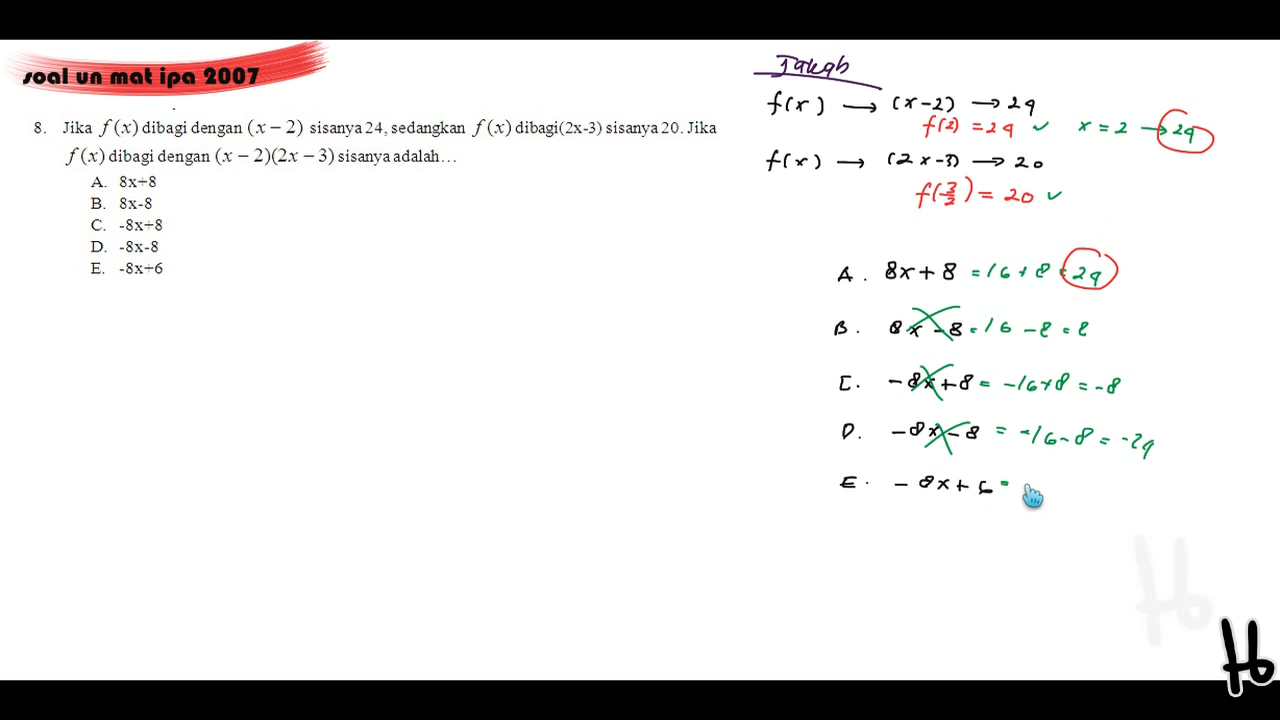 soal un mat ipa 2007
8. Jika f(x) dibagi dengan (x − 2) sisanya 24, sedangkan f(x) dibagi(2x-3) sisanya 20. Jika
f(x) dibagi dengan (x − 2)(2x − 3) sisanya adalah…
A. 8x+8
B. 8x-8
C. -8x+8
D. -8x-8
E. -8x+6
Jawab
f(x) → (x-2) → 24
f(2) = 24 ✓ x = 2 → 24
f(x) → (2x-3) → 20
f(3/2) = 20 ✓
A. 8x + 8 = 16 + 8 = 24
B. 8x - 8 = 16 - 8 = 8
C. - 8x + 8 = -16+8 = -8
D. - 8x - 8 = -16-8 = -24
E. - 8x + 6 =
Hb
Hb